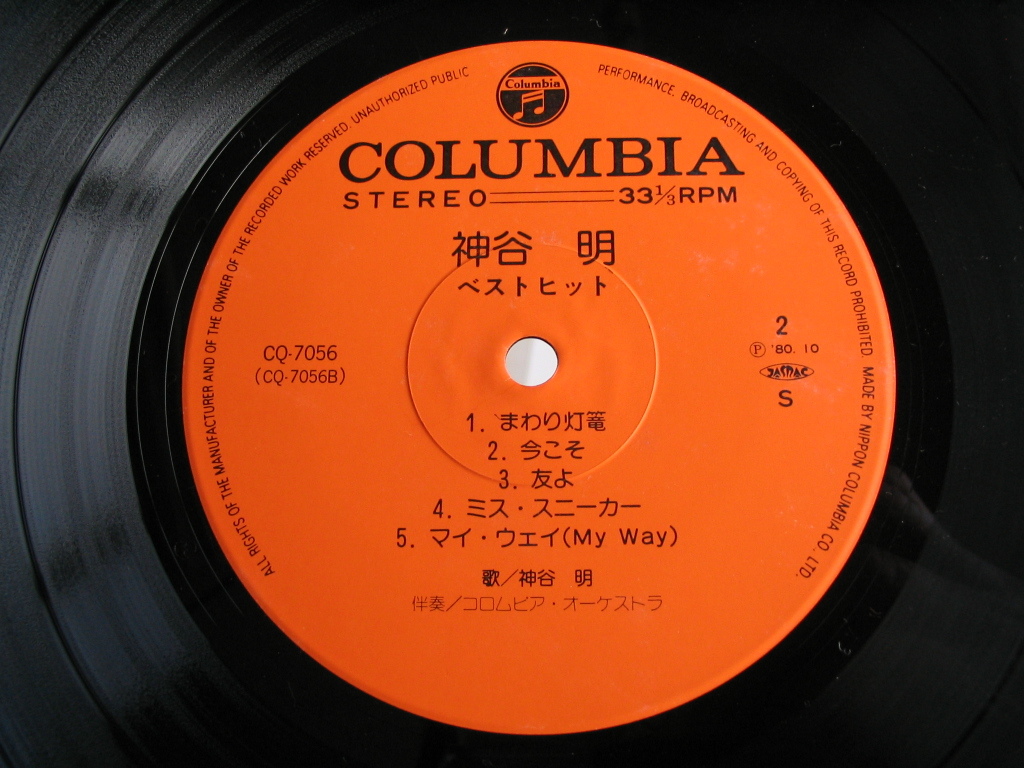 Columbia
ALL RIGHTS OF THE MANUFACTURER AND OF THE OWNER OF THE RECORDED WORK RESERVED. UNAUTHORIZED PUBLIC PERFORMANCE, BROADCASTING AND COPYING OF THIS RECORD PROHIBITED. MADE BY NIPPON COLUMBIA CO., LTD.
COLUMBIA
STEREO 33⅓RPM
神谷 明
ベストヒット
CQ-7056
(CQ-7056B)
2
Ⓟ '80. 10
JASRAC
S
1. まわり灯篭
2. 今こそ
3. 友よ
4. ミス・スニーカー
5. マイ・ウェイ(My Way)
歌/神谷 明
伴奏/コロムビア・オーケストラ